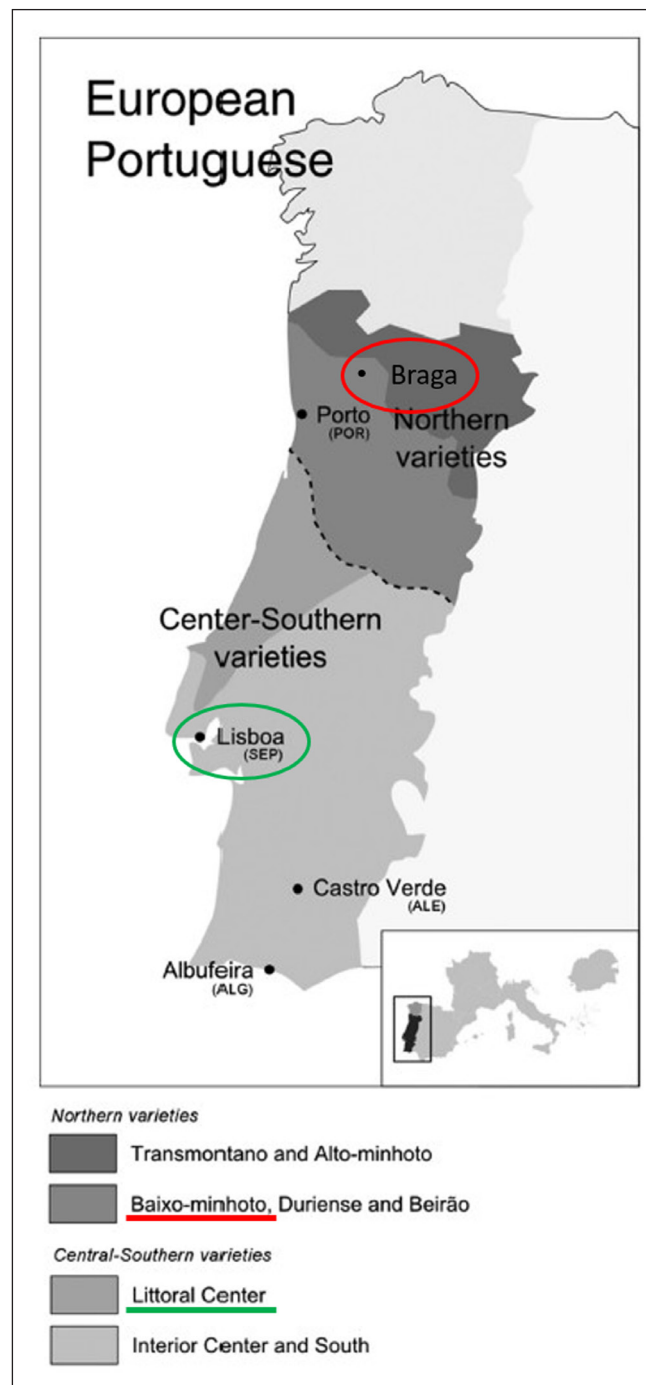 European
Portuguese
Braga
Porto
(POR)
Northern
varieties
Center-Southern
varieties
Lisboa
(SEP)
Castro Verde
(ALE)
Albufeira
(ALG)
Northern varieties
Transmontano and Alto-minhoto
Baixo-minhoto, Duriense and Beirão
Central-Southern varieties
Littoral Center
Interior Center and South